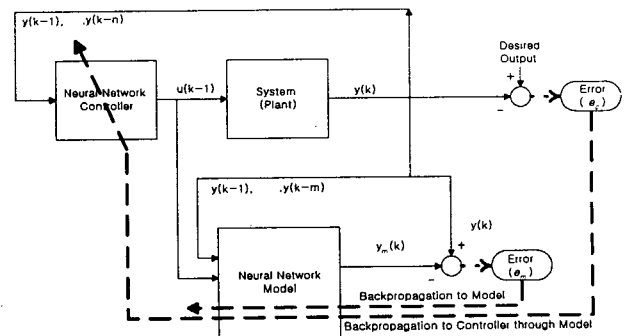 y(k-1), .y(k-n)
Desired
Output
+
Neural Network
Controller
u(k-1)
System
(Plant)
y(k)
-
Error
(e_c)
y(k-1), .y(k-m)
y(k)
+
Neural Network
Model
y_m(k)
-
Error
(e_m)
Backpropagation to Model
Backpropagation to Controller through Model